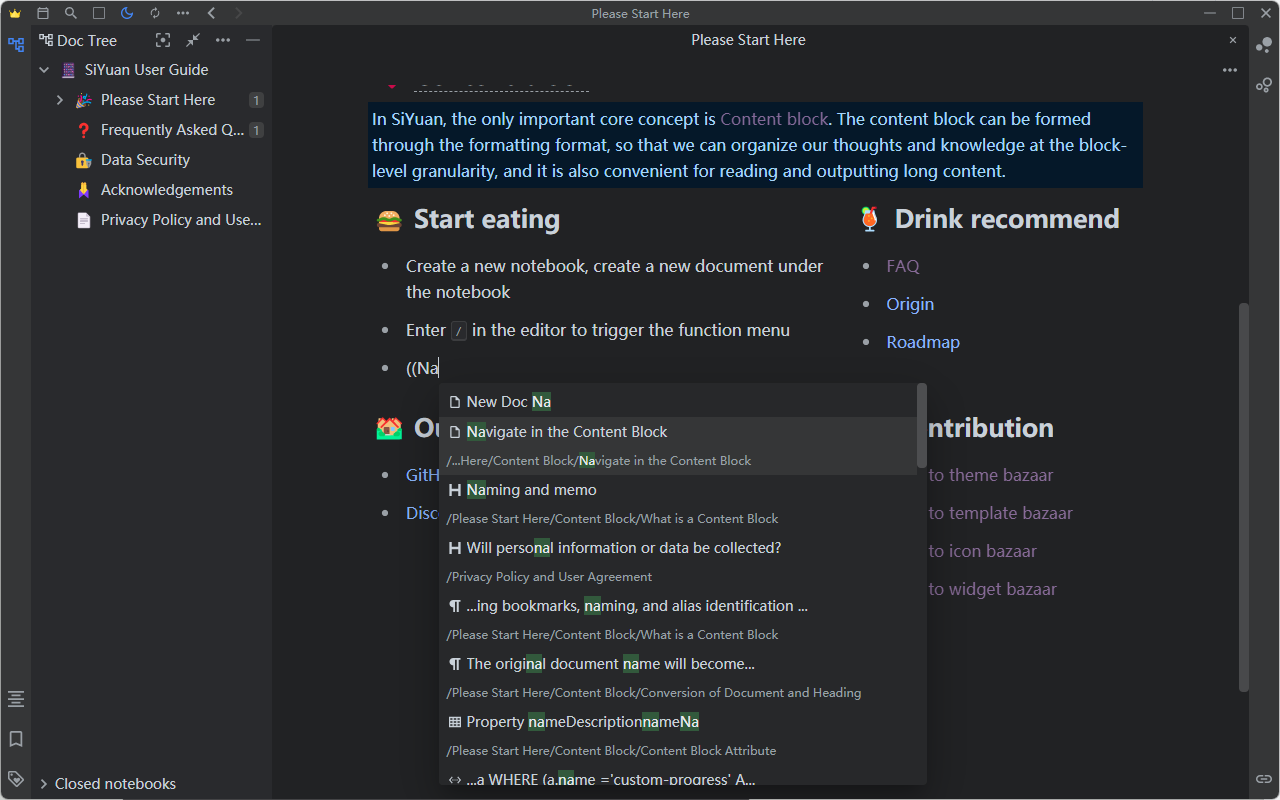 Please Start Here
Doc Tree
SiYuan User Guide
Please Start Here 1
Frequently Asked Q... 1
Data Security
Acknowledgements
Privacy Policy and Use...
Closed notebooks
Please Start Here
In SiYuan, the only important core concept is Content block. The content block can be formed
through the formatting format, so that we can organize our thoughts and knowledge at the block-
level granularity, and it is also convenient for reading and outputting long content.
Start eating
Create a new notebook, create a new document under
the notebook
Enter / in the editor to trigger the function menu
((Na
Drink recommend
FAQ
Origin
Roadmap
New Doc Na
Navigate in the Content Block
/...Here/Content Block/Navigate in the Content Block
Naming and memo
/Please Start Here/Content Block/What is a Content Block
Will personal information or data be collected?
/Privacy Policy and User Agreement
...ing bookmarks, naming, and alias identification ...
/Please Start Here/Content Block/What is a Content Block
The original document name will become...
/Please Start Here/Content Block/Conversion of Document and Heading
Property nameDescriptionnameNa
/Please Start Here/Content Block/Content Block Attribute
...a WHERE (a.name ='custom-progress' A...
GitH
Disc
ntribution
to theme bazaar
to template bazaar
to icon bazaar
to widget bazaar